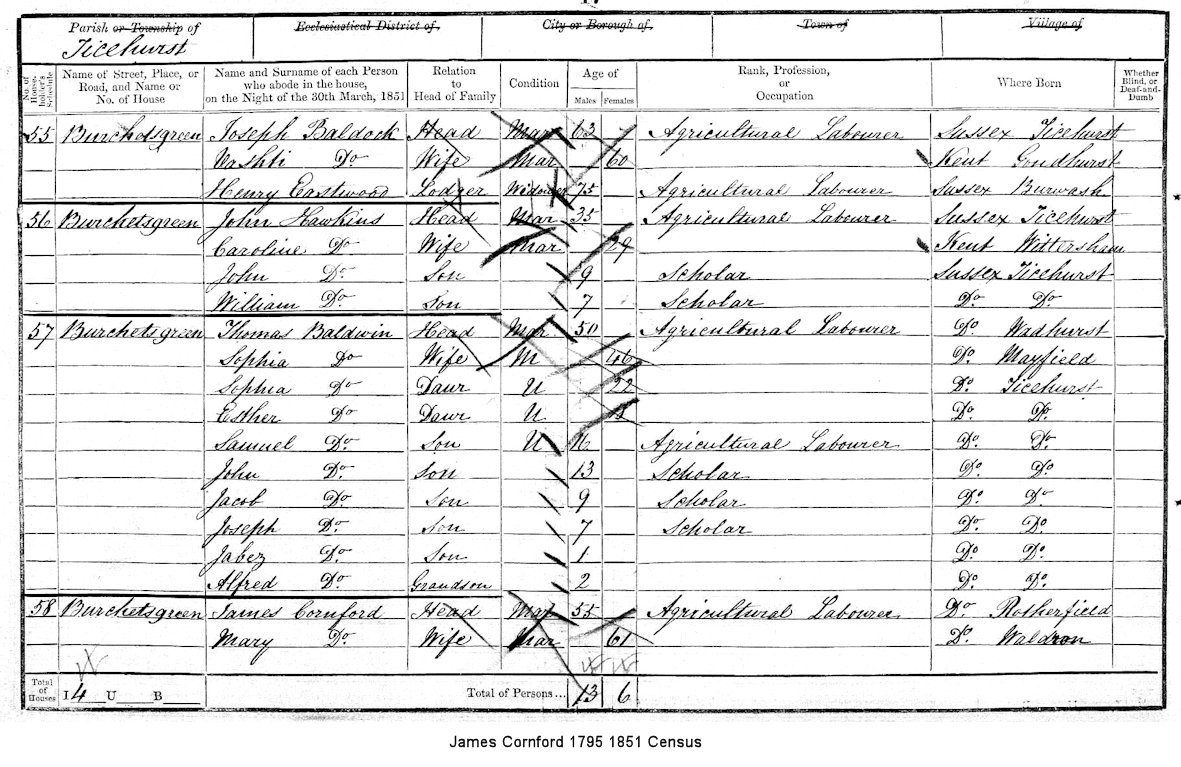 Parish or Township of Ecclesiastical District of, City or Borough of, Town of Village of
Ticehurst
No. of House-holder's Schedule Name of Street, Place, or Road, and Name or No. of House Name and Surname of each Person who abode in the house, on the Night of the 30th March, 1851 Relation to Head of Family Condition Age of Males Females Rank, Profession, or Occupation Where Born Whether Blind, or Deaf-and-Dumb
55 Burchetsgreen Joseph Baldock Head Mar 63 Agricultural Labourer Sussex Ticehurst
Vashti Do Wife Mar 60 Kent Goudhurst
Henry Eastwood Lodger Widower 75 Agricultural Labourer Sussex Burwash
56 Burchetsgreen John Hawkins Head Mar 35 Agricultural Labourer Sussex Ticehurst
Caroline Do Wife Mar 29 Kent Wittersham
John Do Son 9 Scholar Sussex Ticehurst
William Do Son 7 Scholar Do Do
57 Burchetsgreen Thomas Baldwin Head Mar 50 Agricultural Labourer Do Wadhurst
Sophia Do Wife M 46 Do Mayfield
Sophia Do Daur U 22 Do Ticehurst
Esther Do Daur U Do Do
Samuel Do Son U 16 Agricultural Labourer Do Do
John Do Son 13 Scholar Do Do
Jacob Do Son 9 Scholar Do Do
Joseph Do Son 7 Scholar Do Do
Jabez Do Son 1 Do Do
Alfred Do Grandson 2 Do Do
58 Burchetsgreen James Cornford Head Mar 55 Agricultural Labourer Do Rotherfield
Mary Do Wife Mar 61 Do Waldron
Total of Houses I 4 U B Total of Persons... 13 6
James Cornford 1795 1851 Census